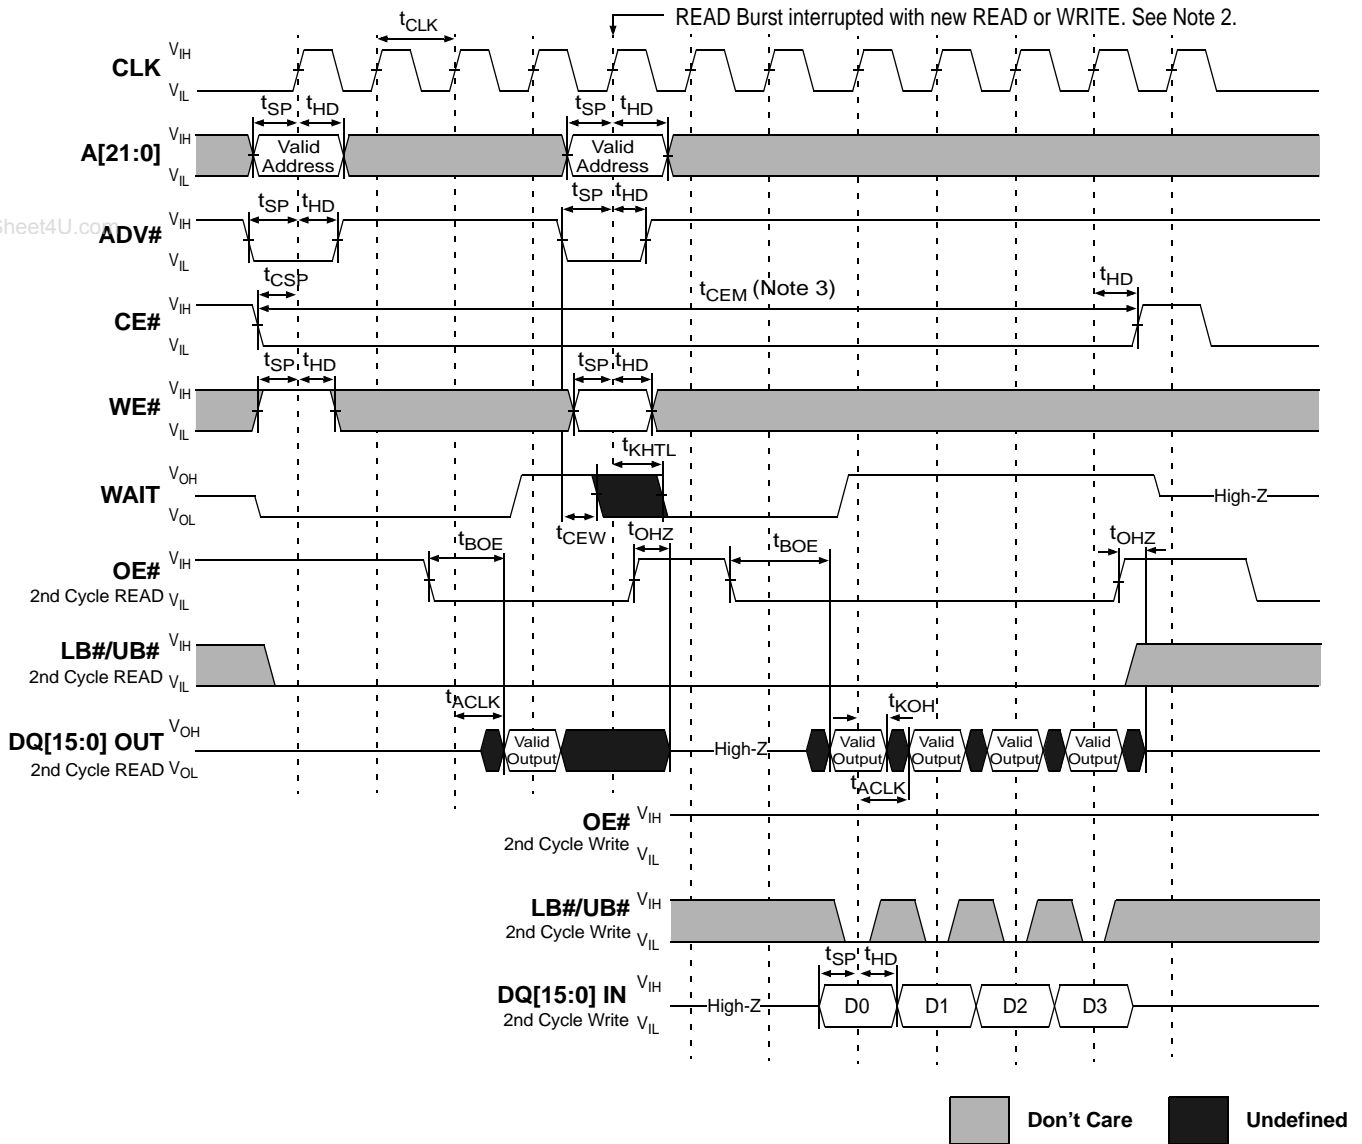 READ Burst interrupted with new READ or WRITE. See Note 2.
tCLK
CLK VIH
VIL
tSP tHD tSP tHD
A[21:0] VIH
VIL
Valid Address Valid Address
tSP tHD tSP tHD
heet4U.com
ADV# VIH
VIL
tCSP tCEM (Note 3) tHD
CE# VIH
VIL
tSP tHD tSP tHD
WE# VIH
VIL
tKHTL
WAIT VOH
VOL
High-Z
tCEW tOHZ tBOE tBOE tOHZ
OE# VIH
2nd Cycle READ VIL
LB#/UB# VIH
2nd Cycle READ VIL
tACLK tKOH
DQ[15:0] OUT VOH
2nd Cycle READ VOL
Valid Output High-Z Valid Output Valid Output Valid Output Valid Output
tACLK
OE# VIH
2nd Cycle Write VIL
LB#/UB# VIH
2nd Cycle Write VIL
tSP tHD
DQ[15:0] IN VIH
2nd Cycle Write VIL
High-Z D0 D1 D2 D3
Don't Care Undefined